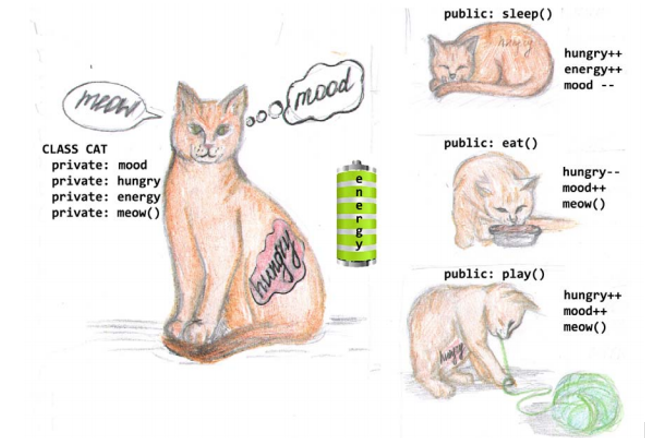 meow
mood
CLASS CAT
private: mood
private: hungry
private: energy
private: meow()
hungry
energy
public: sleep()
hungry
hungry++
energy++
mood --
public: eat()
hungry--
mood++
meow()
public: play()
hungry++
mood++
meow()
hungry